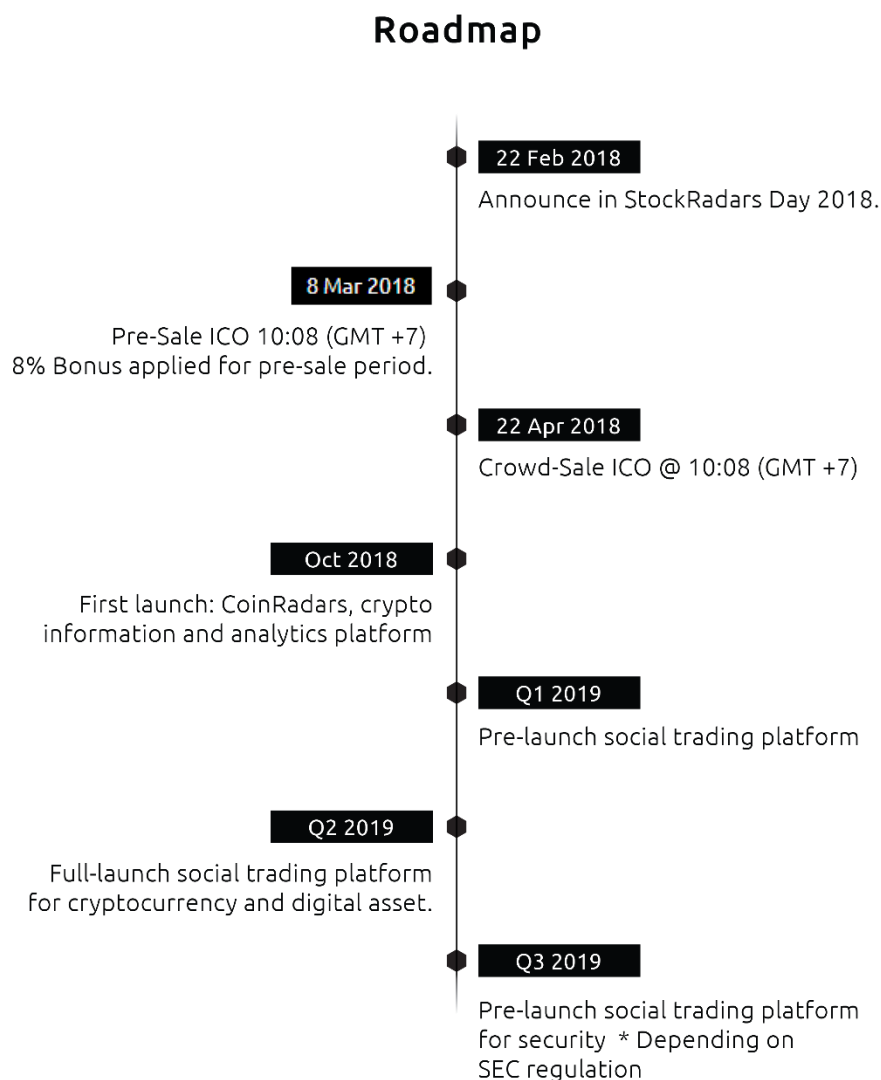 Roadmap
22 Feb 2018
Announce in StockRadars Day 2018.
8 Mar 2018
Pre-Sale ICO 10:08 (GMT +7)
8% Bonus applied for pre-sale period.
22 Apr 2018
Crowd-Sale ICO @ 10:08 (GMT +7)
Oct 2018
First launch: CoinRadars, crypto
information and analytics platform
Q1 2019
Pre-launch social trading platform
Q2 2019
Full-launch social trading platform
for cryptocurrency and digital asset.
Q3 2019
Pre-launch social trading platform
for security * Depending on
SEC regulation